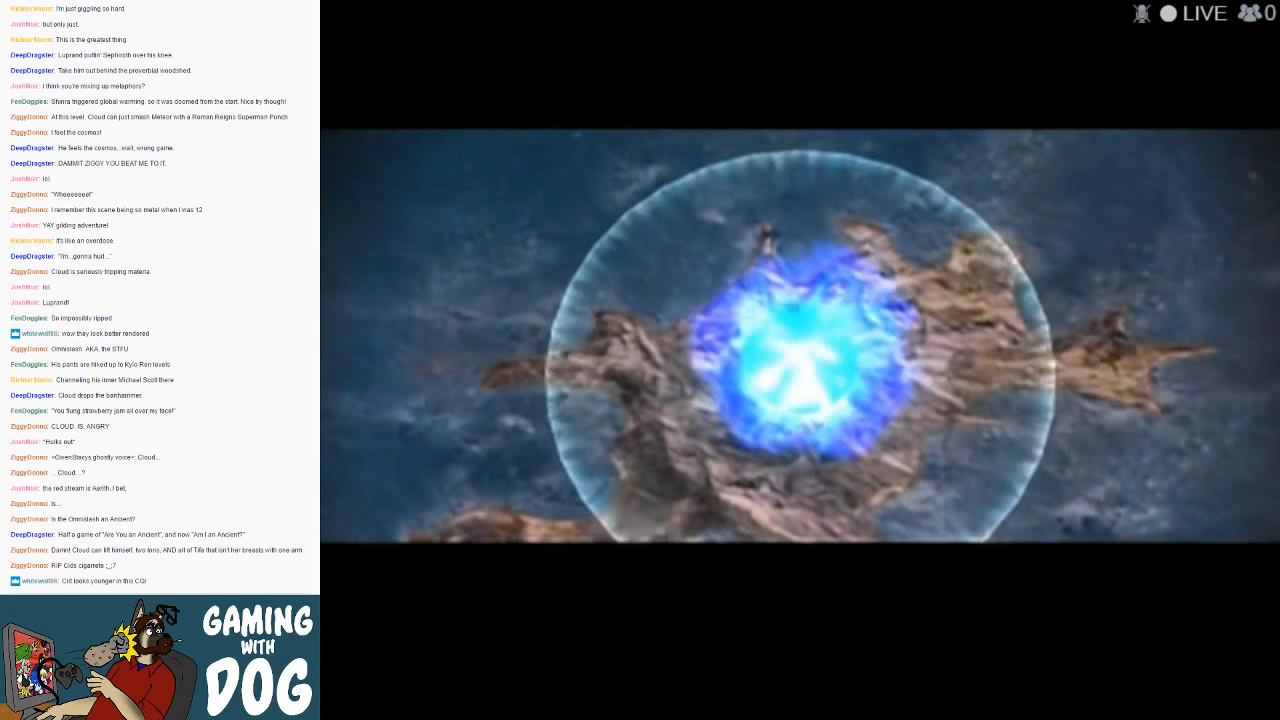 RichterStorm: I'm just giggling so hard
JoshNoir: but only just.
RichterStorm: This is the greatest thing
DeepDragster: Luprand puttin' Sephiroth over his knee.
DeepDragster: Take him out behind the proverbial woodshed.
JoshNoir: I think you're mixing up metaphors?
FenDoggles: Shinra triggered global warming, so it was doomed from the start. Nice try though!
ZiggyDonno: At this level, Cloud can just smash Meteor with a Roman Reigns Superman Punch
ZiggyDonno: I feel the cosmos!
DeepDragster: He feels the cosmos...wait, wrong game.
DeepDragster: DAMMIT ZIGGY YOU BEAT ME TO IT.
JoshNoir: lol.
ZiggyDonno: "Wheeeeeee!"
ZiggyDonno: I remember this scene being so metal when I was 12
JoshNoir: YAY gilding adventure!
RichterStorm: It's like an overdose.
DeepDragster: "I'm...gonna hurl..."
ZiggyDonno: Cloud is seriously tripping materia
JoshNoir: lol.
JoshNoir: Luprand!
FenDoggles: So impossibly ripped
whitewolf86: wow they look better rendered
ZiggyDonno: Omnislash. AKA, the STFU
FenDoggles: His pants are hiked up to Kylo Ren levels
RichterStorm: Channeling his inner Michael Scott there
DeepDragster: Cloud drops the banhammer.
FenDoggles: "You flung strawberry jam all over my face!"
ZiggyDonno: CLOUD. IS. ANGRY
JoshNoir: *Hulks out*
ZiggyDonno: <GwenStacys ghostly voice>: Cloud...
ZiggyDonno: ...Cloud...?
JoshNoir: the red stream is Aerith, I bet.
ZiggyDonno: Is...
ZiggyDonno: Is the Omnislash an Ancient?
DeepDragster: Half a game of "Are You an Ancient", and now "Am I an Ancient?"
ZiggyDonno: Damn! Cloud can lift himself, two tons, AND all of Tifa that isn't her breasts with one arm
ZiggyDonno: RIP Cids cigarrete ;_;7
whitewolf86: Cid looks younger in this CGI
GAMING
WITH
DOG
LIVE 0